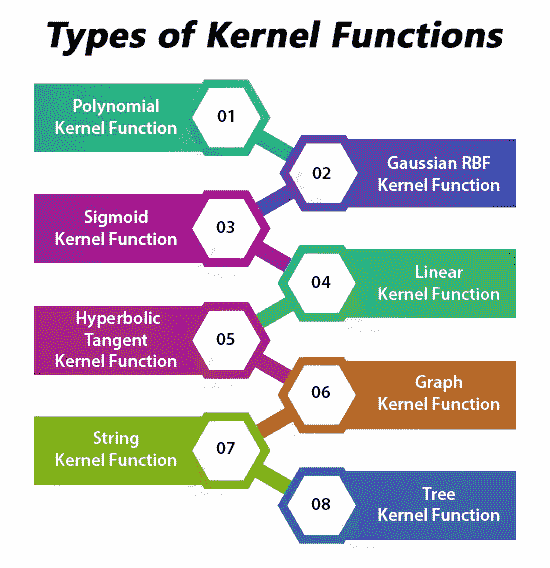 Types of Kernel Functions
Polynomial
Kernel Function
01
02
Gaussian RBF
Kernel Function
Sigmoid
Kernel Function
03
04
Linear
Kernel Function
Hyperbolic
Tangent
Kernel Function
05
06
Graph
Kernel Function
String
Kernel Function
07
08
Tree
Kernel Function